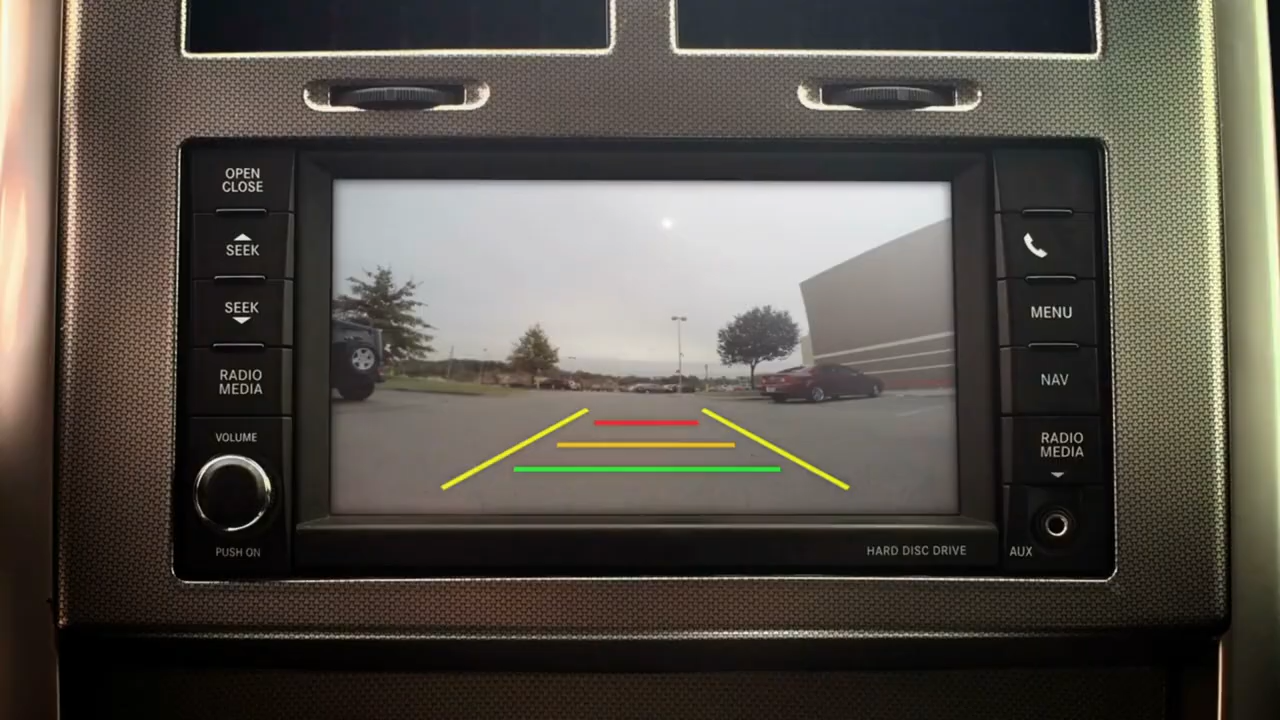 OPEN
CLOSE
SEEK
SEEK
RADIO
MEDIA
VOLUME
PUSH ON
MENU
NAV
RADIO
MEDIA
AUX
HARD DISC DRIVE